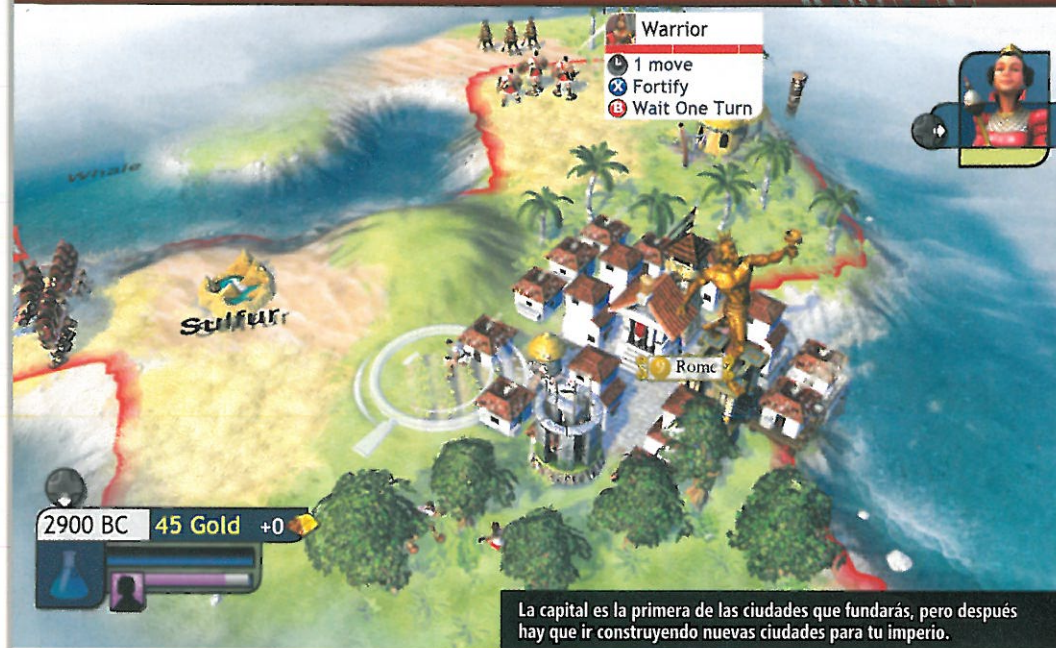 Warrior
1 move
X Fortify
B Wait One Turn
Whale
Sulfur
Rome
2900 BC 45 Gold +0
La capital es la primera de las ciudades que fundarás, pero después
hay que ir construyendo nuevas ciudades para tu imperio.